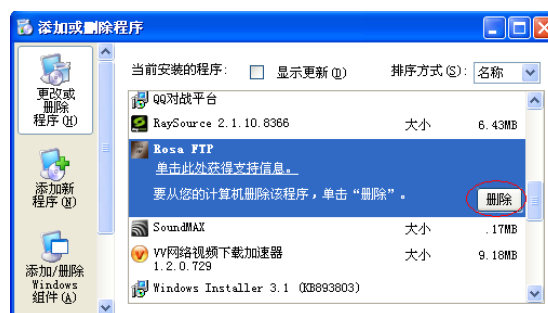 添加或删除程序
当前安装的程序: 显示更新(D) 排序方式(S): 名称
更改或
删除
程序(H)
添加新
程序(N)
添加/删除
Windows
组件(A)
QQ对战平台
RaySource 2.1.10.8366 大小 6.43MB
Rosa FTP
单击此处获得支持信息。
要从您的计算机删除该程序，单击“删除”。 删除
SoundMAX 大小 .17MB
VV网络视频下载加速器 大小 9.18MB
1.2.0.729
Windows Installer 3.1 (KB893803)